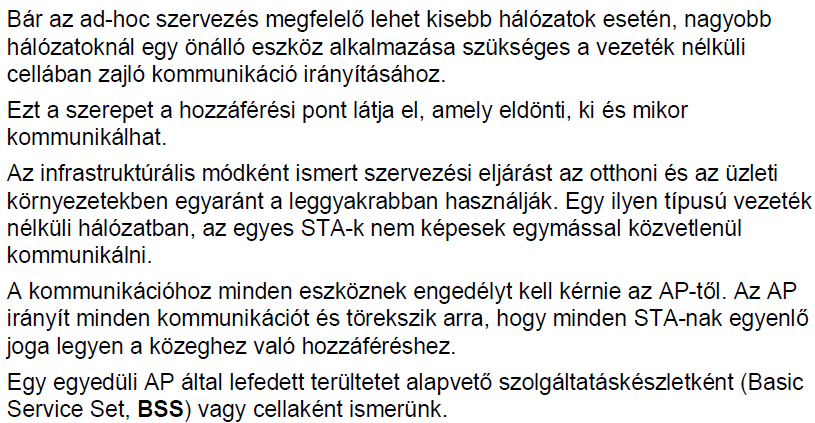 Bár az ad-hoc szervezés megfelelő lehet kisebb hálózatok esetén, nagyobb
hálózatoknál egy önálló eszköz alkalmazása szükséges a vezeték nélküli
cellában zajló kommunikáció irányításához.
Ezt a szerepet a hozzáférési pont látja el, amely eldönti, ki és mikor
kommunikálhat.
Az infrastruktúrális módként ismert szervezési eljárást az otthoni és az üzleti
környezetekben egyaránt a leggyakrabban használják. Egy ilyen típusú vezeték
nélküli hálózatban, az egyes STA-k nem képesek egymással közvetlenül
kommunikálni.
A kommunikációhoz minden eszköznek engedélyt kell kérnie az AP-től. Az AP
irányít minden kommunikációt és törekszik arra, hogy minden STA-nak egyenlő
joga legyen a közeghez való hozzáféréshez.
Egy egyedüli AP által lefedett terültetet alapvető szolgáltatáskészletként (Basic
Service Set, BSS) vagy cellaként ismerünk.